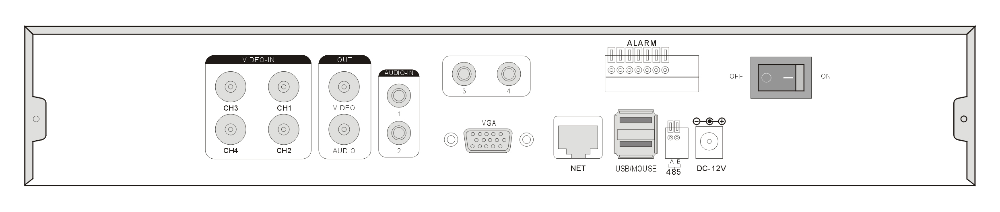 VIDEO-IN
CH3 CH1
CH4 CH2
OUT
VIDEO
AUDIO
AUDIO-IN
1
2
3 4
VGA
ALARM
OFF ON
NET
USB/MOUSE
A B
485
DC-12V